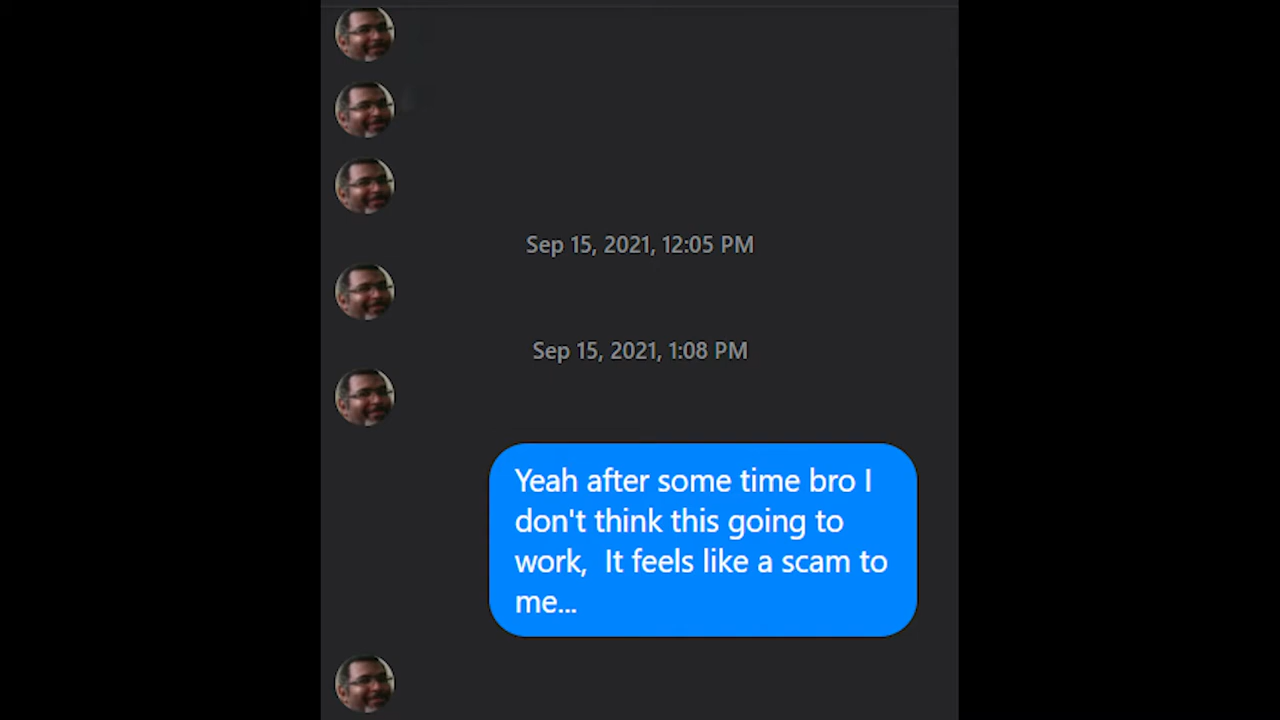 Sep 15, 2021, 12:05 PM
Sep 15, 2021, 1:08 PM
Yeah after some time bro I
don't think this going to
work,  It feels like a scam to
me...